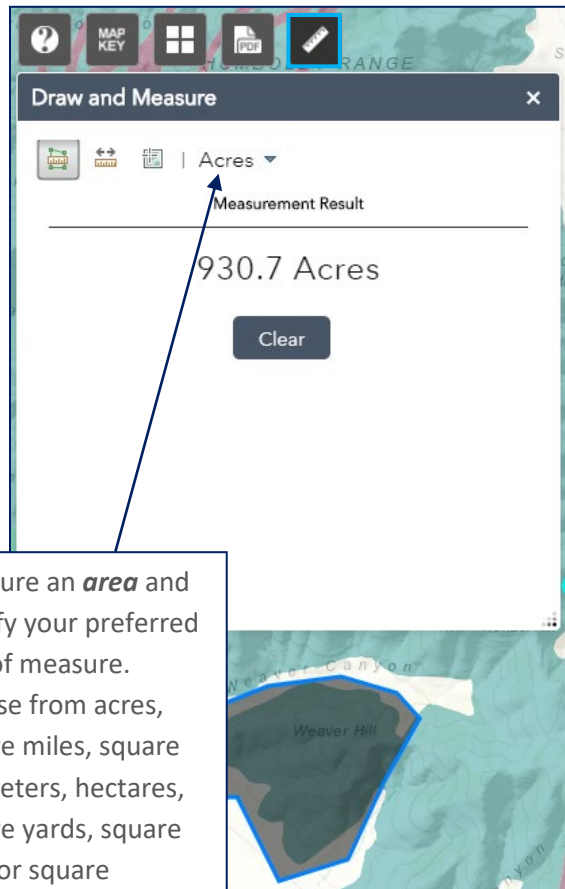 MAP
KEY
PDF
RANGE
Draw and Measure
Acres
Measurement Result
930.7 Acres
Clear
ure an area and
fy your preferred
of measure.
se from acres,
e miles, square
eters, hectares,
e yards, square
or square
Weaver Canyon
Weaver Hill